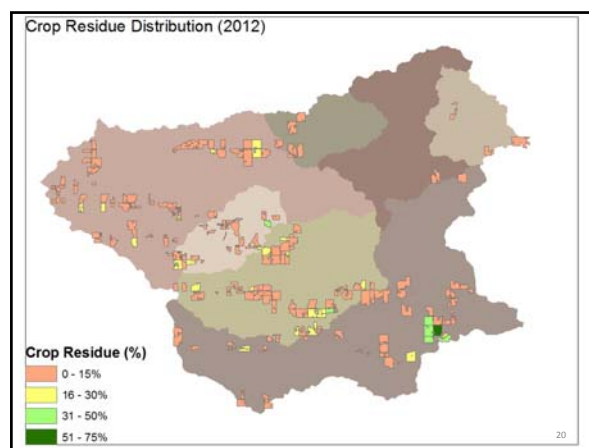 Crop Residue Distribution (2012)
Crop Residue (%)
0 - 15%
16 - 30%
31 - 50%
51 - 75%
20